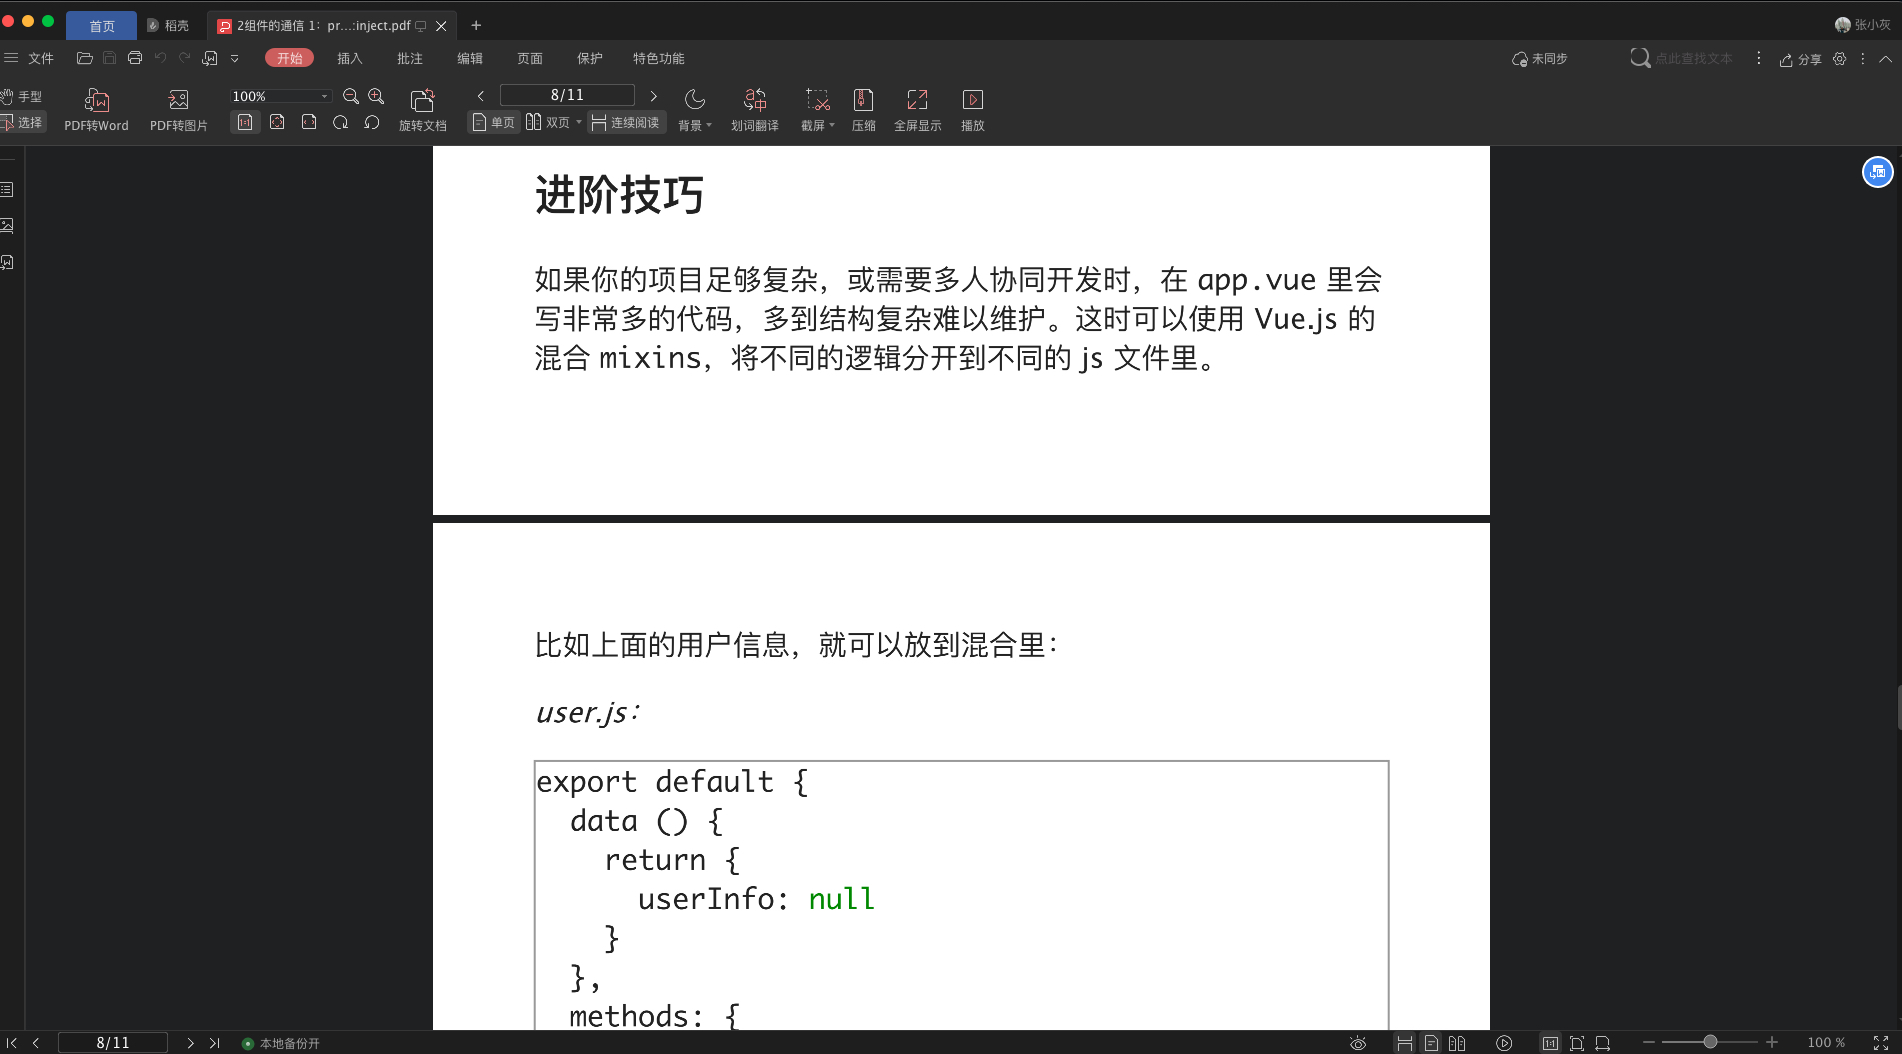 首页
稻壳
2组件的通信 1：pr...:inject.pdf
张小灰
文件
开始
插入
批注
编辑
页面
保护
特色功能
未同步
点此查找文本
分享
手型
选择
PDF转Word
PDF转图片
100%
旋转文档
8/11
单页
双页
连续阅读
背景
划词翻译
截屏
压缩
全屏显示
播放
进阶技巧
如果你的项目足够复杂，或需要多人协同开发时，在 app.vue 里会
写非常多的代码，多到结构复杂难以维护。这时可以使用 Vue.js 的
混合 mixins，将不同的逻辑分开到不同的 js 文件里。
比如上面的用户信息，就可以放到混合里：
user.js：
export default {
  data () {
    return {
      userInfo: null
    }
  },
  methods: {
8/11
本地备份开
100 %